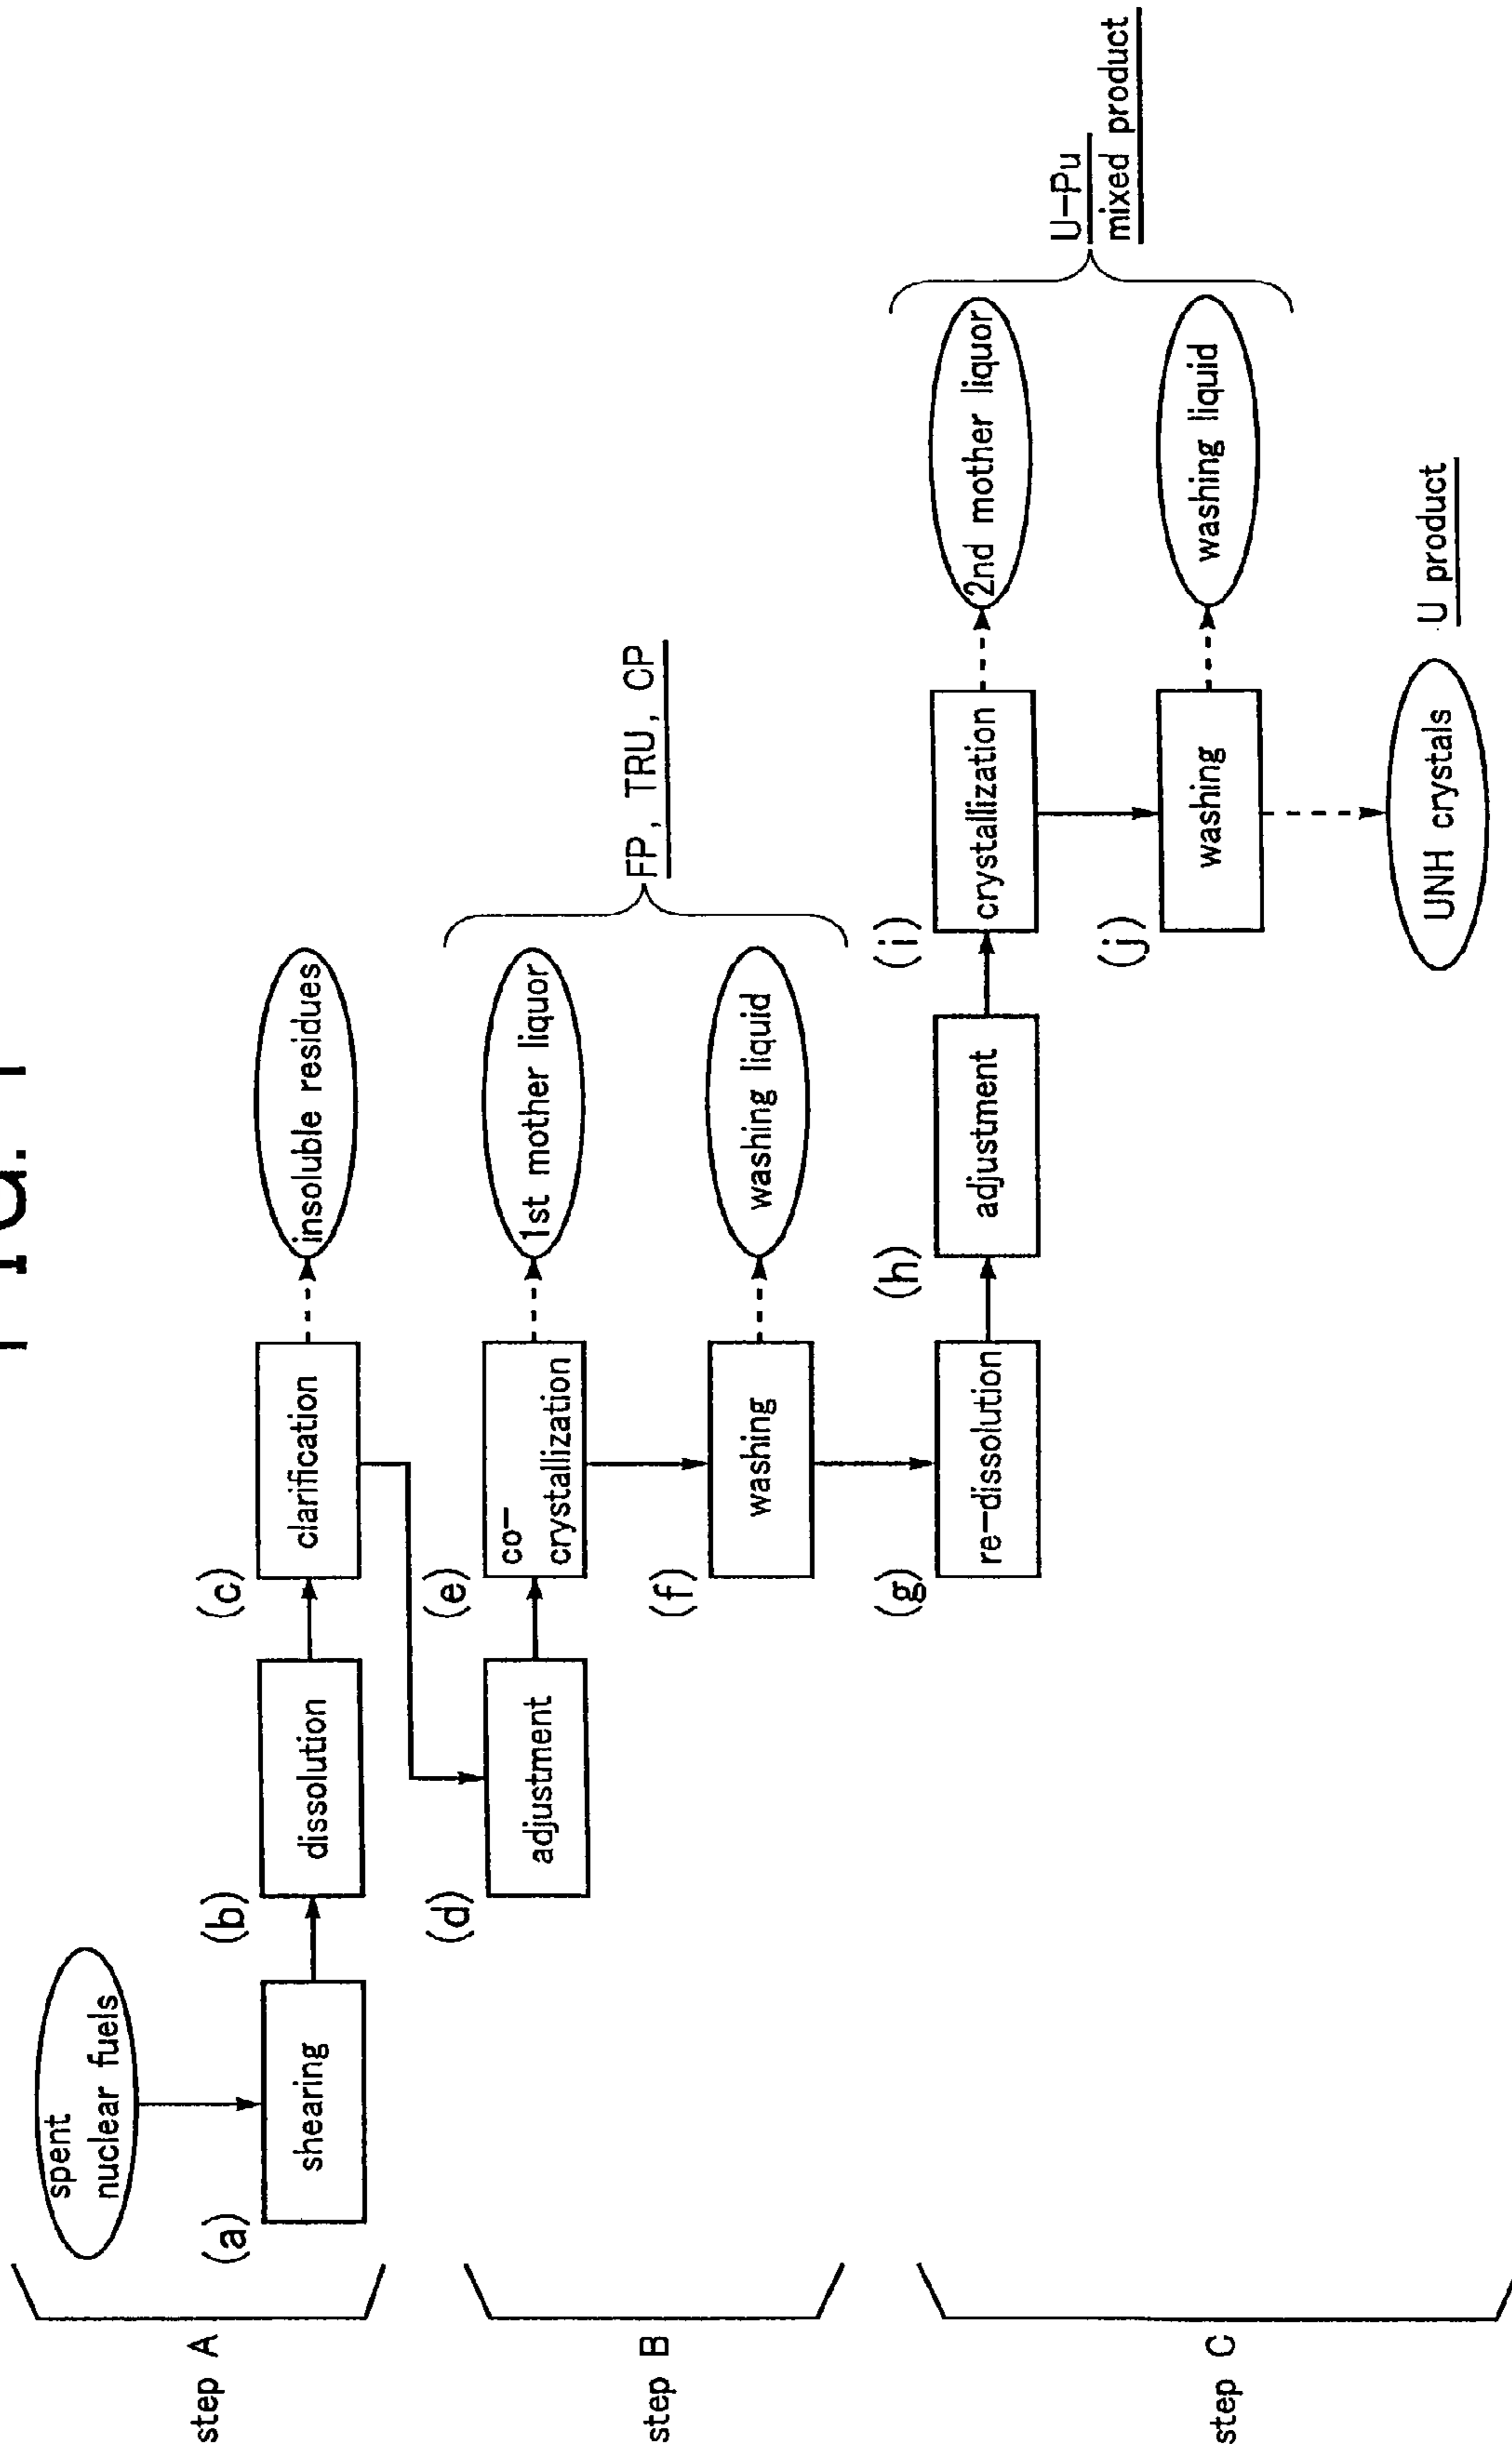 FIG. 1
step A
spent
nuclear fuels
(a)
shearing
(b)
dissolution
(c)
clarification
insoluble residues
step B
(d)
adjustment
(e)
co-
crystallization
1st mother liquor
(f)
washing
washing liquid
FP, TRU, CP
step C
(g)
re-dissolution
(h)
adjustment
(i)
crystallization
2nd mother liquor
(j)
washing
washing liquid
U-Pu
mixed product
UNH crystals
U product